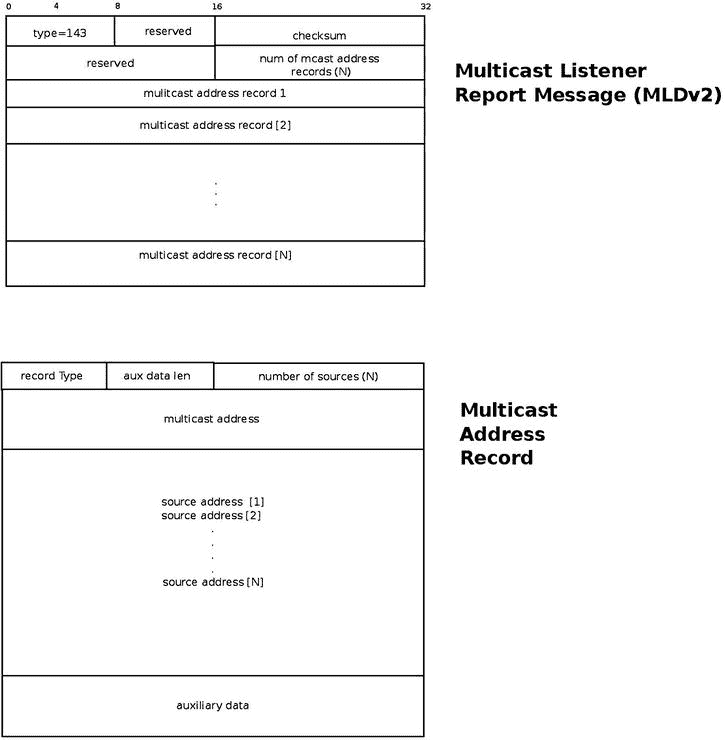 0 4 8 16 32
type=143 reserved checksum
reserved num of mcast address
records (N)
mulitcast address record 1
multicast address record [2]
.
.
.
multicast address record [N]
Multicast Listener
Report Message (MLDv2)
record Type aux data len number of sources (N)
multicast address
source address [1]
source address [2]
.
.
.
.
source address [N]
auxiliary data
Multicast
Address
Record